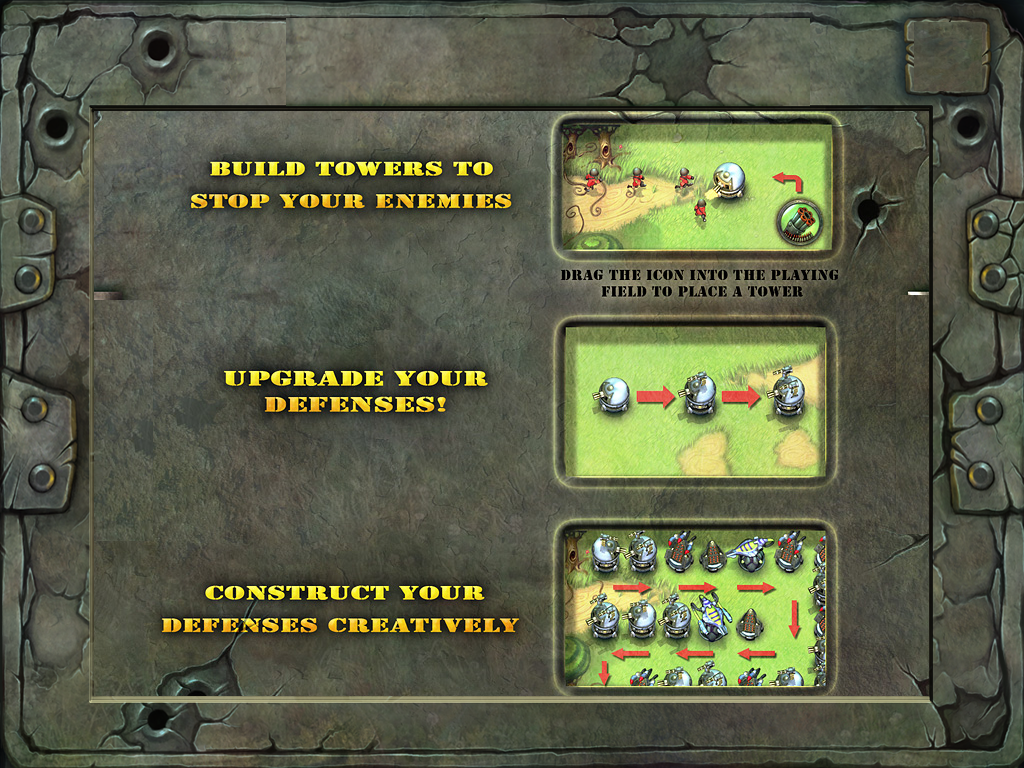 BUILD TOWERS TO
STOP YOUR ENEMIES
DRAG THE ICON INTO THE PLAYING
FIELD TO PLACE A TOWER
UPGRADE YOUR
DEFENSES!
CONSTRUCT YOUR
DEFENSES CREATIVELY